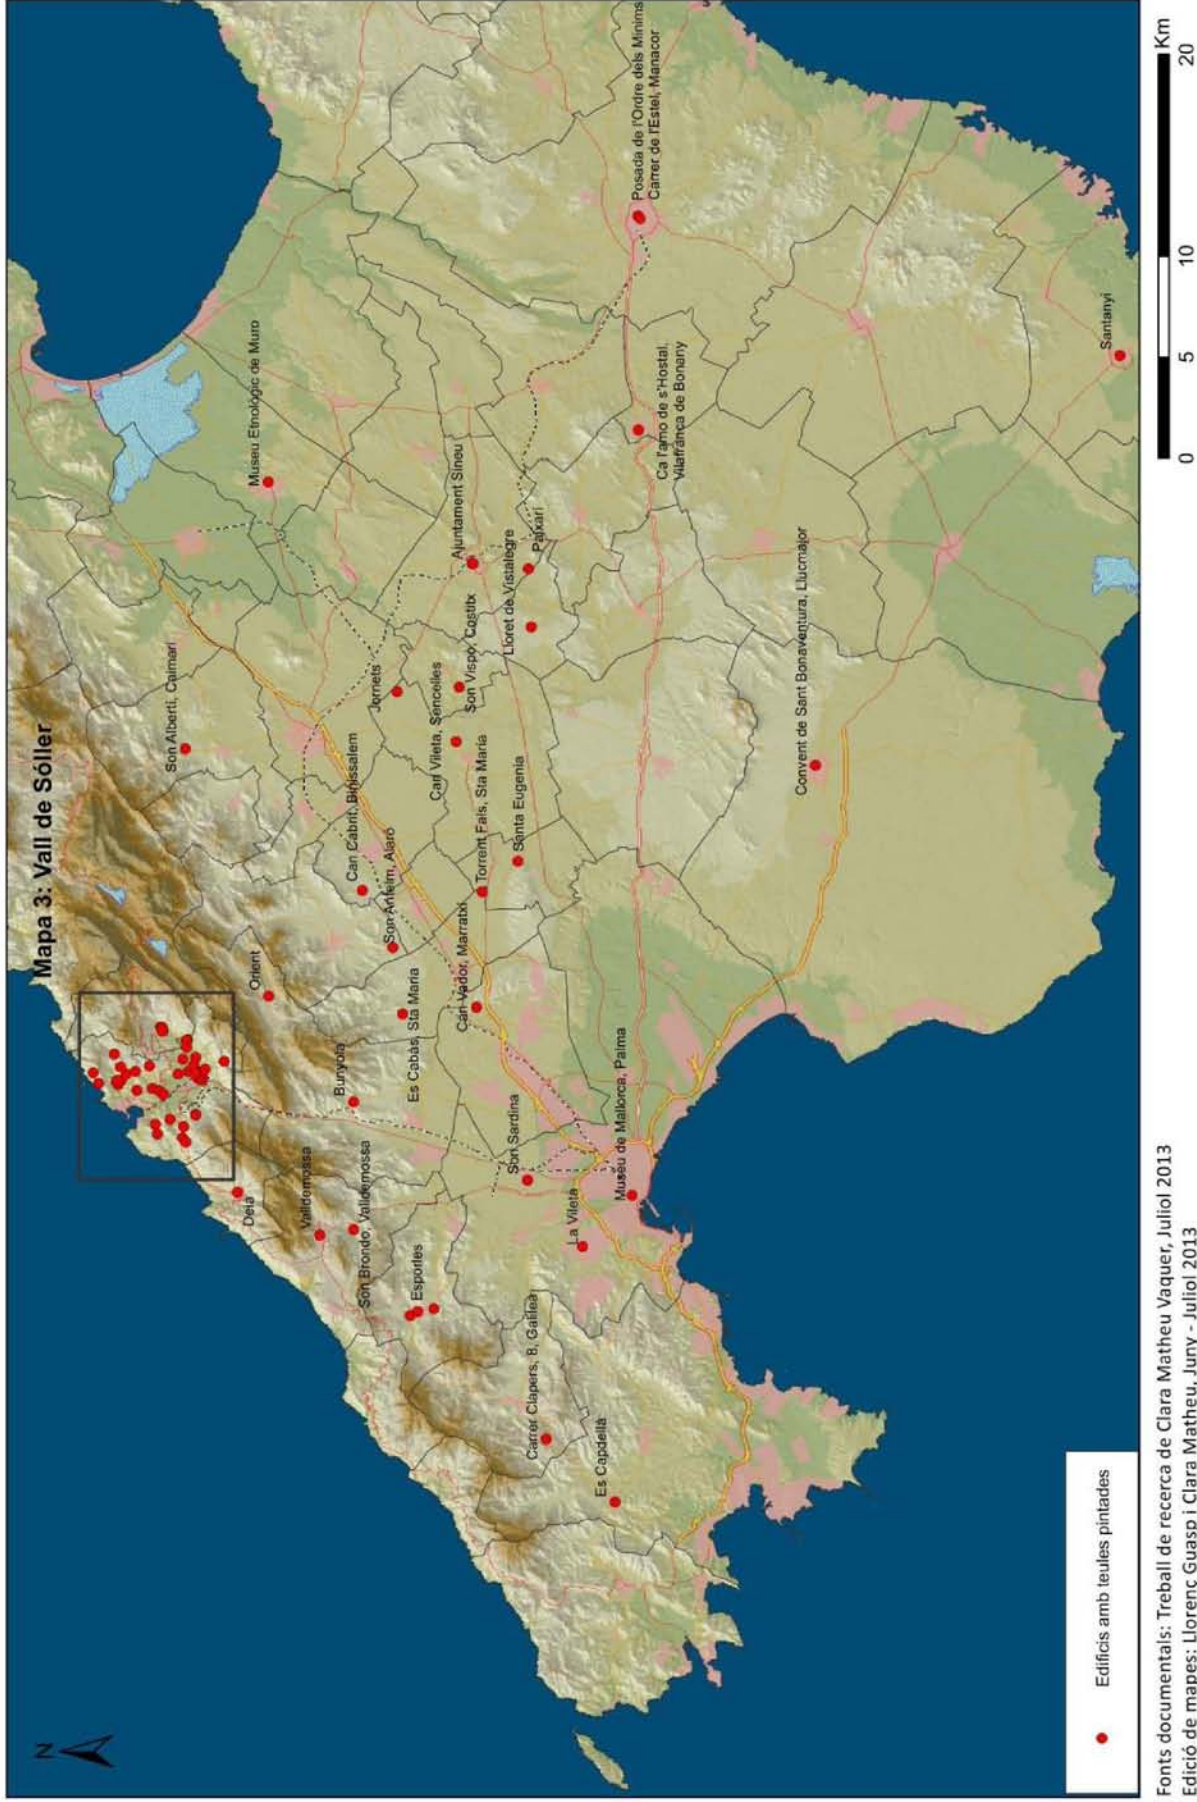 Mapa 3: Vall de Sóller
N
Son Albertí, Caimari
Museu Etnològic de Muro
Orient
Deià
Valldemossa
Bunyola
Son Brondo, Valldemossa
Can Cabrit, Binissalem
Jornets
Son Antelm, Alaró
Es Cabàs, Sta Maria
Esporles
Can Vileta, Sencelles
Son Vispo, Costitx
Ajuntament Sineu
Can Vador, Marratxí
Torrent Fals, Sta Maria
Santa Eugenia
Lloret de Vistalegre
Paixarí
Son Sardina
Carrer Clapers, 8, Galilea
La Vileta
Es Capdellà
Museu de Mallorca, Palma
Posada de l'Ordre dels Mínims
Carrer de l'Estel, Manacor
Ca l'amo de s'Hostal,
Vilafranca de Bonany
Convent de Sant Bonaventura, Llucmajor
Santanyí
Edificis amb teules pintades
0 5 10 20
Km
Fonts documentals: Treball de recerca de Clara Matheu Vaquer, Juliol 2013
Edició de mapes: Llorenç Guasp i Clara Matheu, Juny - Juliol 2013